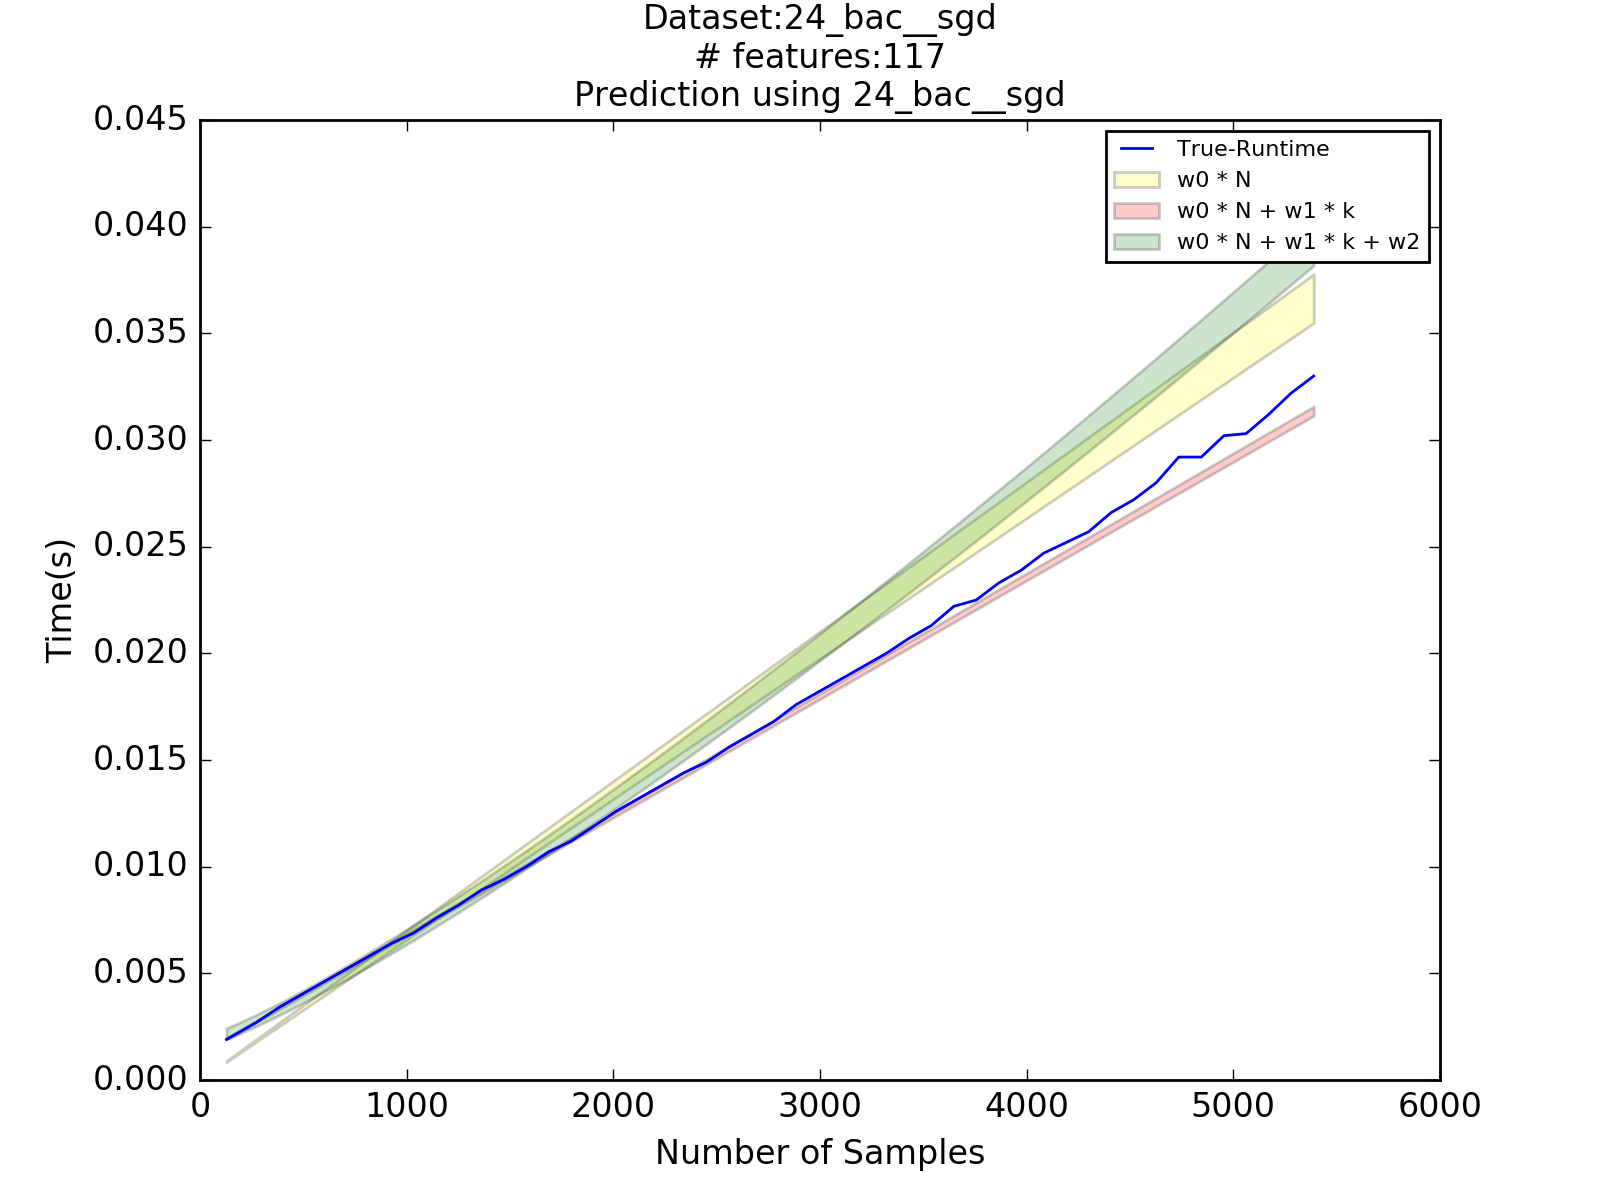 Dataset:24_bac__sgd
# features:117
Prediction using 24_bac__sgd
0.045
0.040
0.035
0.030
0.025
0.020
0.015
0.010
0.005
0.000
Time(s)
True-Runtime
w0 * N
w0 * N + w1 * k
w0 * N + w1 * k + w2
0 1000 2000 3000 4000 5000 6000
Number of Samples